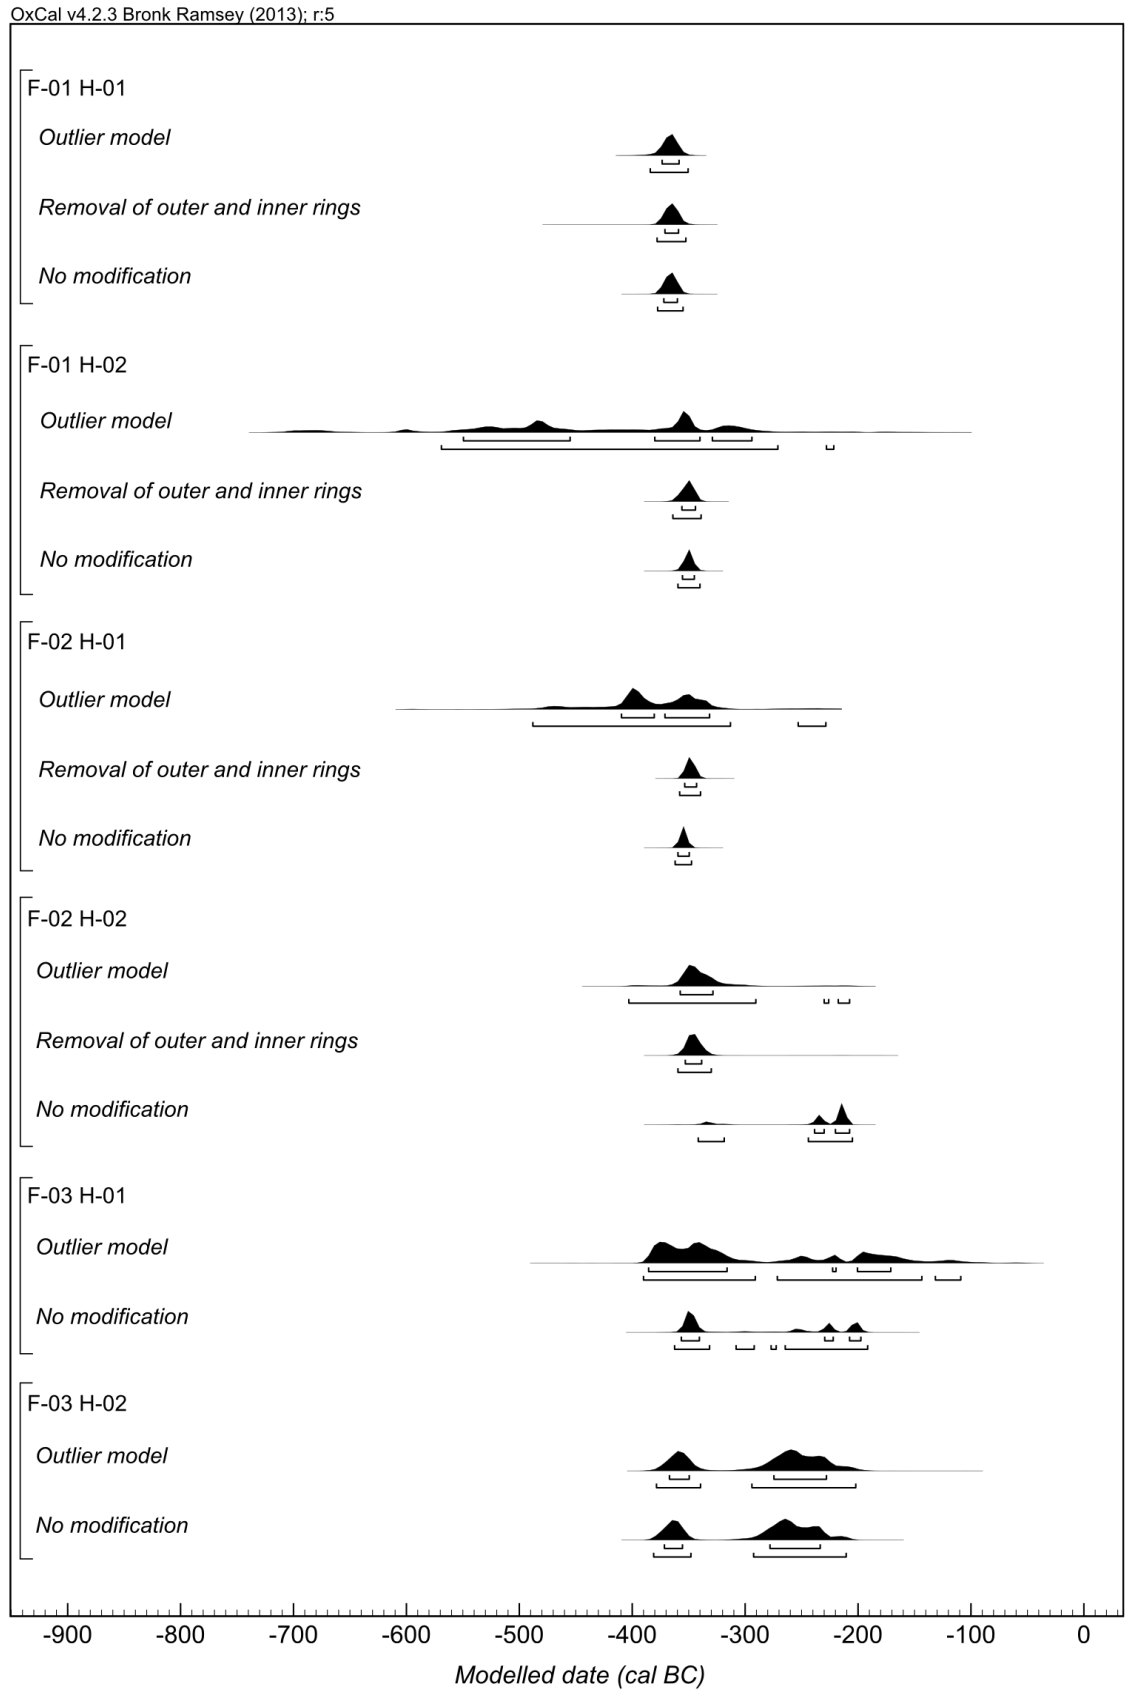 OxCal v4.2.3 Bronk Ramsey (2013); r:5
F-01 H-01
Outlier model
Removal of outer and inner rings
No modification
F-01 H-02
Outlier model
Removal of outer and inner rings
No modification
F-02 H-01
Outlier model
Removal of outer and inner rings
No modification
F-02 H-02
Outlier model
Removal of outer and inner rings
No modification
F-03 H-01
Outlier model
No modification
F-03 H-02
Outlier model
No modification
-900 -800 -700 -600 -500 -400 -300 -200 -100 0
Modelled date (cal BC)